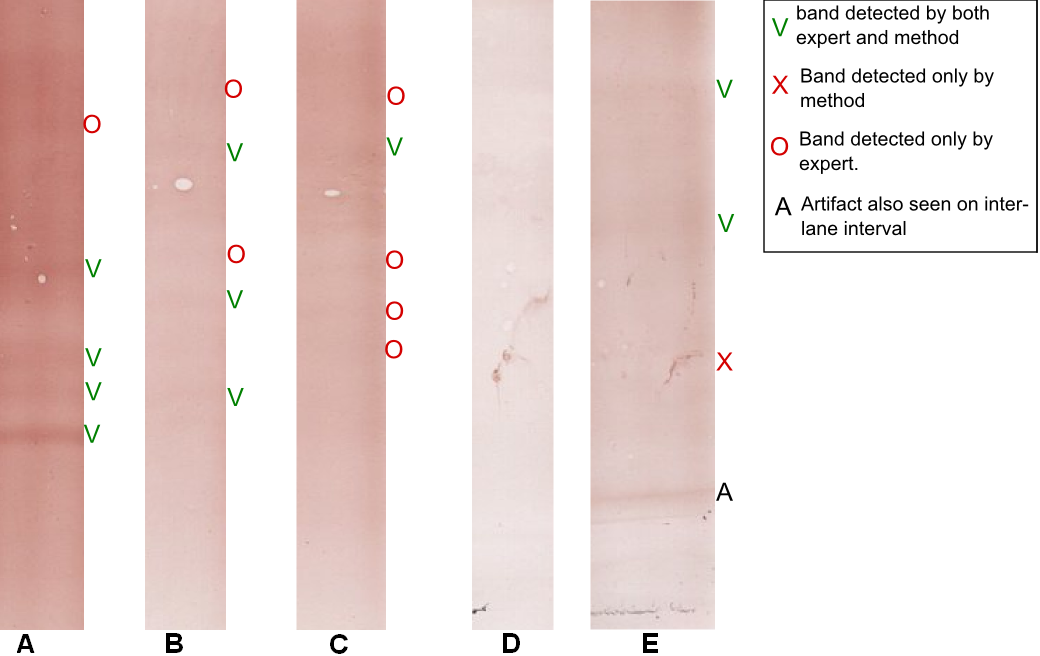 V band detected by both
expert and method
X Band detected only by
method
O Band detected only by
expert.
A Artifact also seen on inter-
lane interval
O
V
V
V
V
O
V
O
V
V
O
V
O
O
O
V
V
X
A
A B C D E